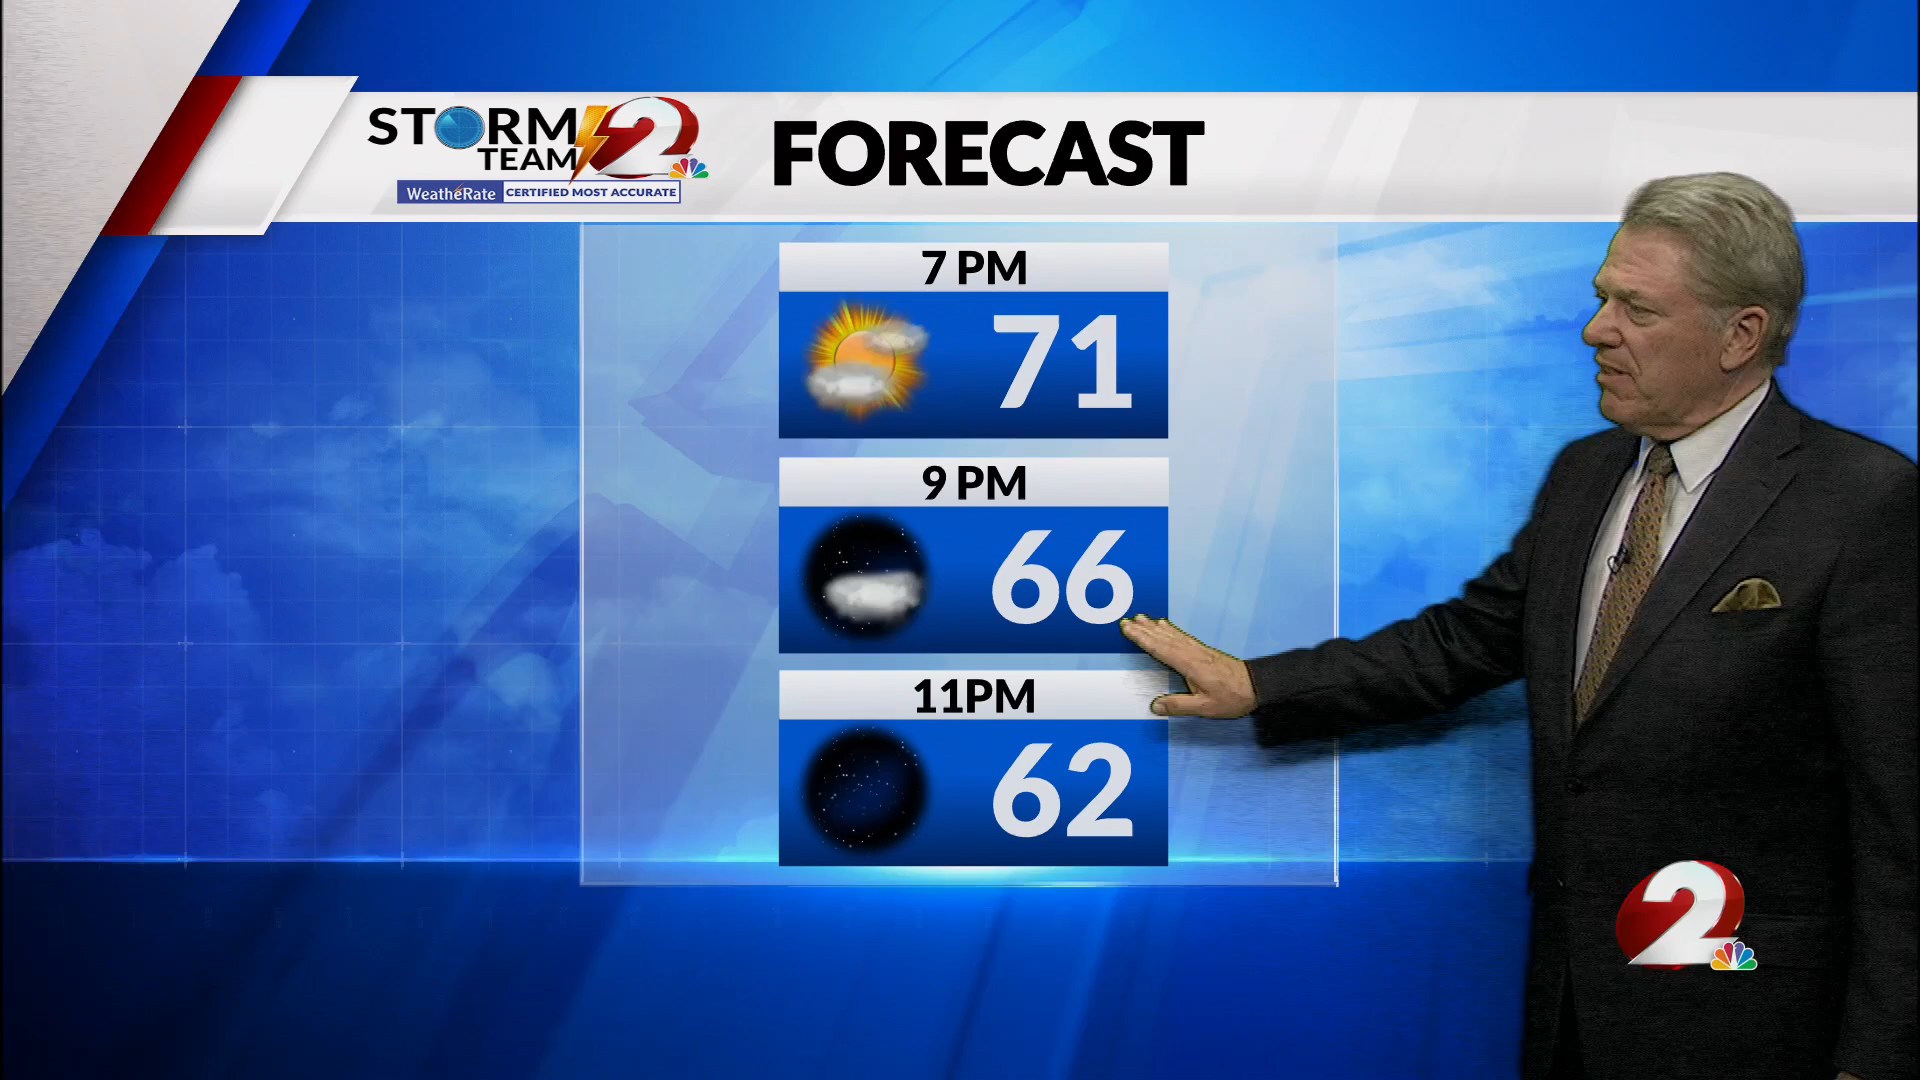 STORM
TEAM 2
WeatheRate CERTIFIED MOST ACCURATE
FORECAST
7 PM
71
9 PM
66
11PM
62
2